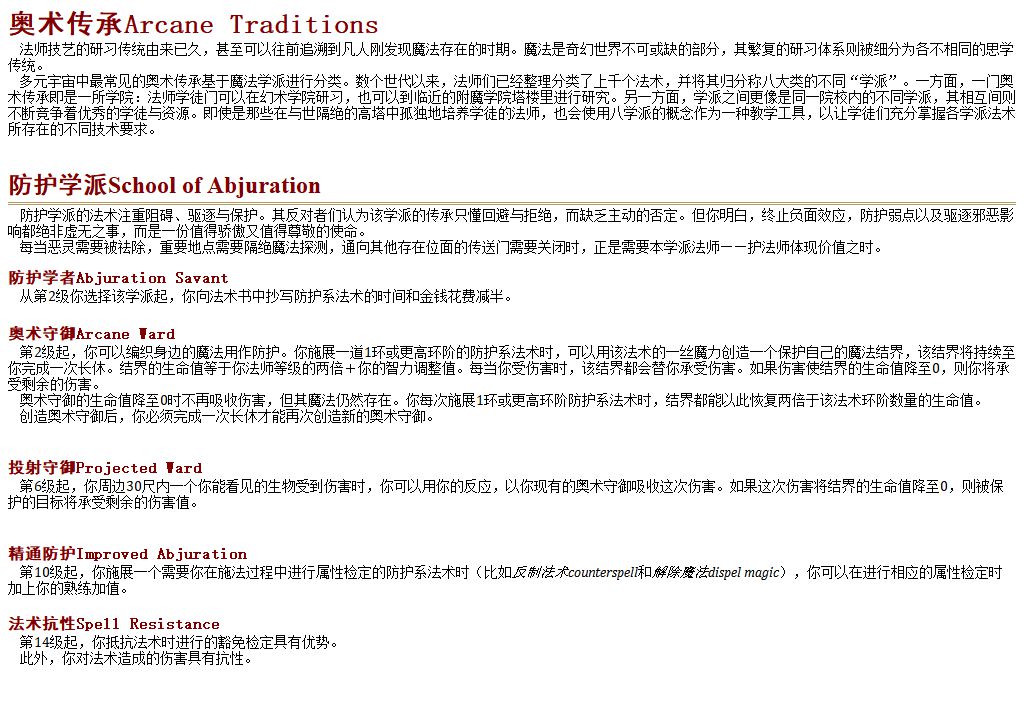 奥术传承Arcane Traditions
法师技艺的研习传统由来已久，甚至可以往前追溯到凡人刚发现魔法存在的时期。魔法是奇幻世界不可或缺的部分，其繁复的研习体系则被细分为各不相同的思学
传统。
多元宇宙中最常见的奥术传承基于魔法学派进行分类。数个世代以来，法师们已经整理分类了上千个法术，并将其归分称八大类的不同“学派”。一方面，一门奥
术传承即是一所学院：法师学徒门可以在幻术学院研习，也可以到临近的附魔学院塔楼里进行研究。另一方面，学派之间更像是同一院校内的不同学派，其相互间则
不断竞争着优秀的学徒与资源。即使是那些在与世隔绝的高塔中孤独地培养学徒的法师，也会使用八学派的概念作为一种教学工具，以让学徒们充分掌握各学派法术
所存在的不同技术要求。
防护学派School of Abjuration
防护学派的法术注重阻碍、驱逐与保护。其反对者们认为该学派的传承只懂回避与拒绝，而缺乏主动的否定。但你明白，终止负面效应，防护弱点以及驱逐邪恶影
响都绝非虚无之事，而是一份值得骄傲又值得尊敬的使命。
每当恶灵需要被祛除，重要地点需要隔绝魔法探测，通向其他存在位面的传送门需要关闭时，正是需要本学派法师——护法师体现价值之时。
防护学者Abjuration Savant
从第2级你选择该学派起，你向法术书中抄写防护系法术的时间和金钱花费减半。
奥术守御Arcane Ward
第2级起，你可以编织身边的魔法用作防护。你施展一道1环或更高环阶的防护系法术时，可以用该法术的一丝魔力创造一个保护自己的魔法结界，该结界将持续至
你完成一次长休。结界的生命值等于你法师等级的两倍＋你的智力调整值。每当你受伤害时，该结界都会替你承受伤害。如果伤害使结界的生命值降至0，则你将承
受剩余的伤害。
奥术守御的生命值降至0时不再吸收伤害，但其魔法仍然存在。你每次施展1环或更高环阶防护系法术时，结界都能以此恢复两倍于该法术环阶数量的生命值。
创造奥术守御后，你必须完成一次长休才能再次创造新的奥术守御。
投射守御Projected Ward
第6级起，你周边30尺内一个你能看见的生物受到伤害时，你可以用你的反应，以你现有的奥术守御吸收这次伤害。如果这次伤害将结界的生命值降至0，则被保
护的目标将承受剩余的伤害值。
精通防护Improved Abjuration
第10级起，你施展一个需要你在施法过程中进行属性检定的防护系法术时（比如反制法术counterspell和解除魔法dispel magic），你可以在进行相应的属性检定时
加上你的熟练加值。
法术抗性Spell Resistance
第14级起，你抵抗法术时进行的豁免检定具有优势。
此外，你对法术造成的伤害具有抗性。